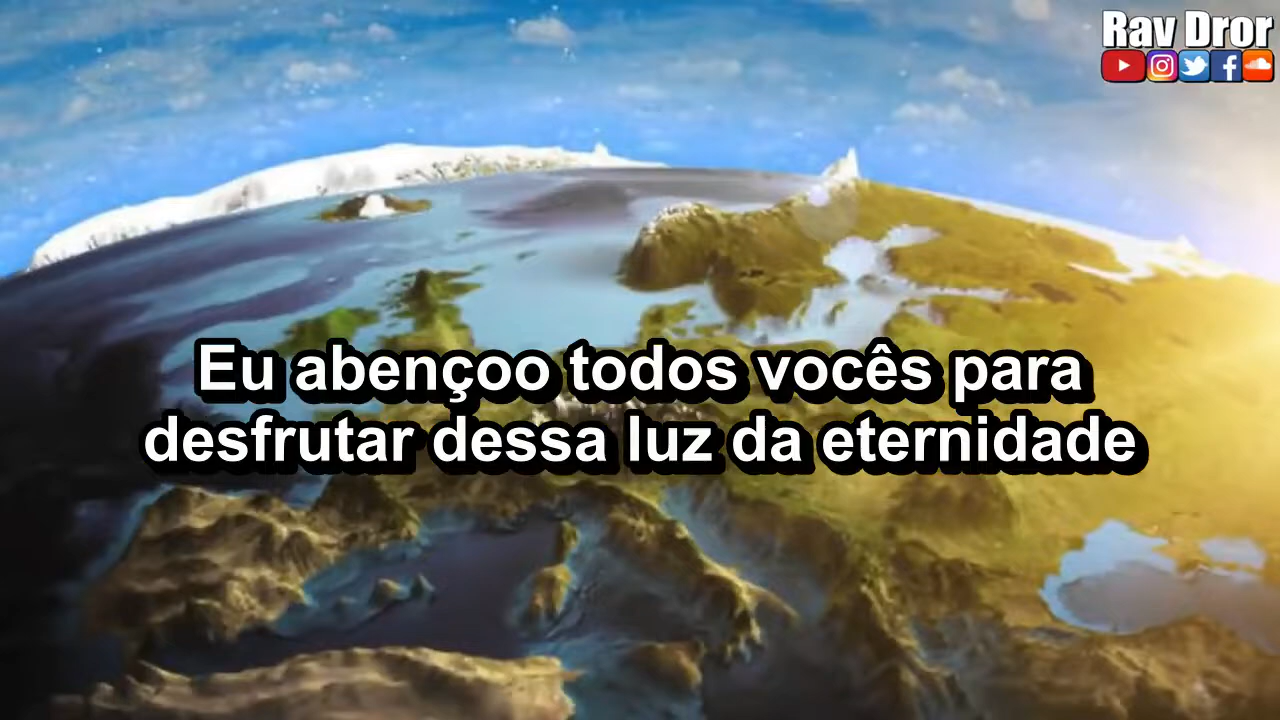 Rav Dror
Eu abençoo todos vocês para
desfrutar dessa luz da eternidade